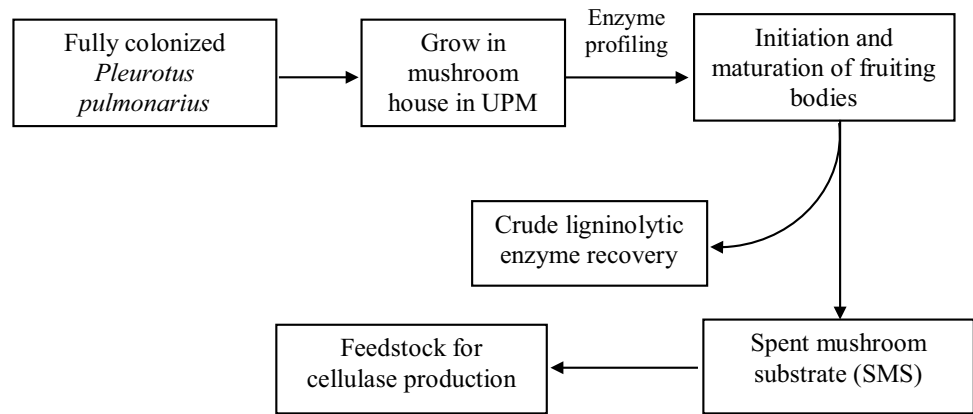 Fully colonized
Pleurotus
pulmonarius
Grow in
mushroom
house in UPM
Enzyme
profiling
Initiation and
maturation of fruiting
bodies
Crude ligninolytic
enzyme recovery
Spent mushroom
substrate (SMS)
Feedstock for
cellulase production